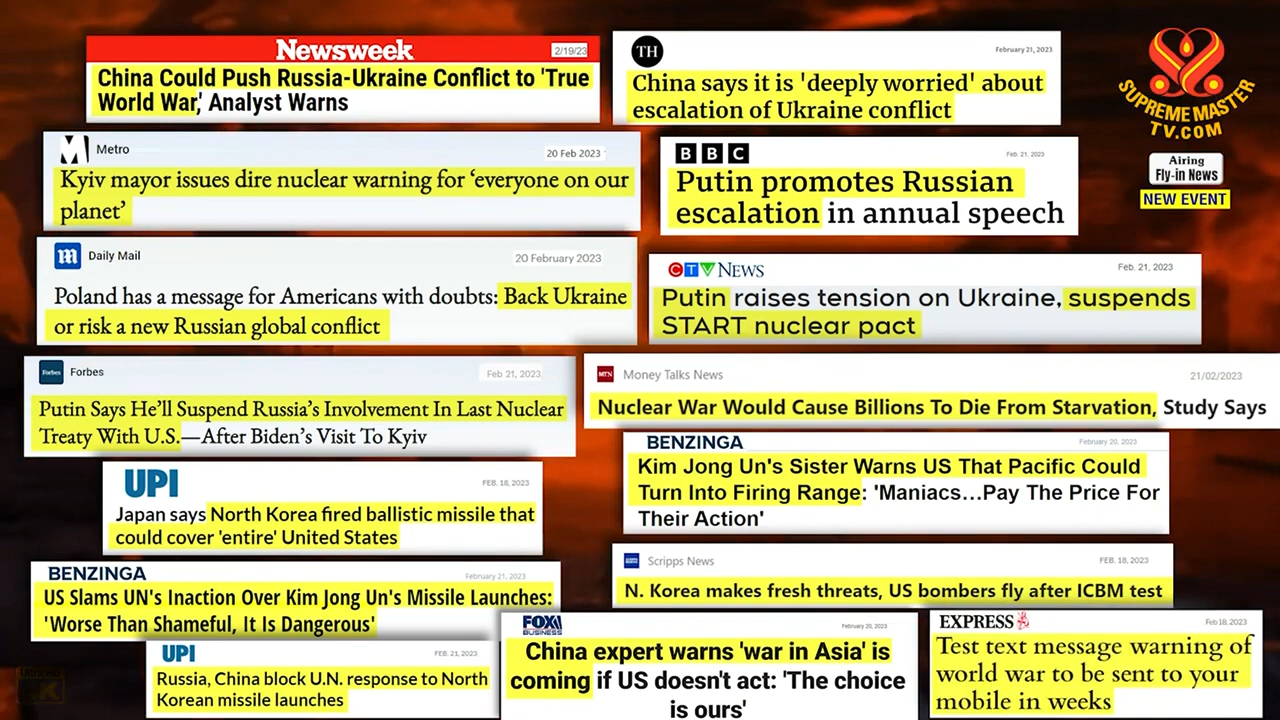 Newsweek
2/19/23
China Could Push Russia-Ukraine Conflict to 'True
World War,' Analyst Warns
TH
February 21, 2023
China says it is 'deeply worried' about
escalation of Ukraine conflict
SUPREME MASTER
TV.COM
Airing
Fly-in News
NEW EVENT
Metro
20 Feb 2023
Kyiv mayor issues dire nuclear warning for ‘everyone on our
planet’
BBC
Feb. 21, 2023
Putin promotes Russian
escalation in annual speech
Daily Mail
20 February 2023
Poland has a message for Americans with doubts: Back Ukraine
or risk a new Russian global conflict
CTV NEWS
Feb. 21, 2023
Putin raises tension on Ukraine, suspends
START nuclear pact
Forbes
Forbes
Feb 21, 2023
Putin Says He’ll Suspend Russia’s Involvement In Last Nuclear
Treaty With U.S.—After Biden’s Visit To Kyiv
MTN
Money Talks News
21/02/2023
Nuclear War Would Cause Billions To Die From Starvation, Study Says
UPI
FEB. 18, 2023
Japan says North Korea fired ballistic missile that
could cover 'entire' United States
BENZINGA
February 20, 2023
Kim Jong Un's Sister Warns US That Pacific Could
Turn Into Firing Range: 'Maniacs...Pay The Price For
Their Action'
BENZINGA
February 21, 2023
US Slams UN's Inaction Over Kim Jong Un's Missile Launches:
'Worse Than Shameful, It Is Dangerous'
Scripps News
FEB. 18, 2023
N. Korea makes fresh threats, US bombers fly after ICBM test
UPI
FEB. 21, 2023
Russia, China block U.N. response to North
Korean missile launches
FOX
BUSINESS
February 20, 2023
China expert warns 'war in Asia' is
coming if US doesn't act: 'The choice
is ours'
EXPRESS
Feb 18, 2023
Test text message warning of
world war to be sent to your
mobile in weeks